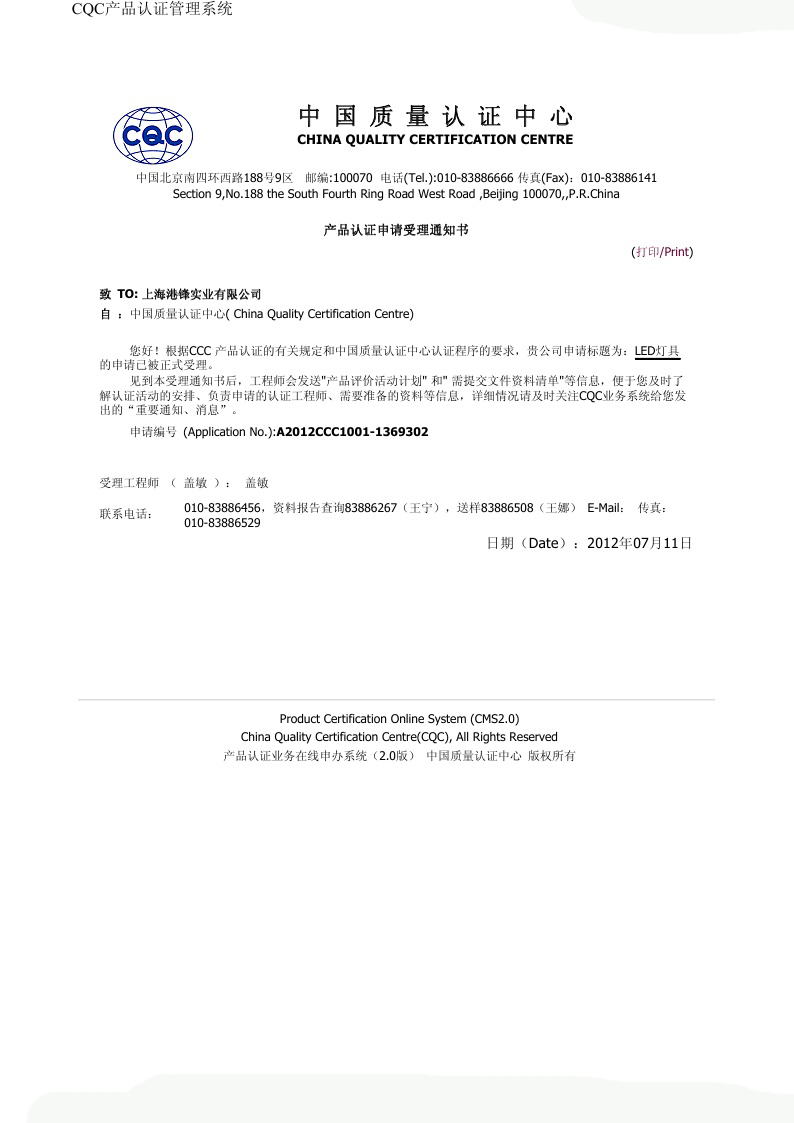 CQC产品认证管理系统
CQC
中国质量认证中心
CHINA QUALITY CERTIFICATION CENTRE
中国北京南四环西路188号9区 邮编:100070 电话(Tel.):010-83886666 传真(Fax)：010-83886141
Section 9,No.188 the South Fourth Ring Road West Road ,Beijing 100070,,P.R.China
产品认证申请受理通知书
(打印/Print)
致 TO: 上海港锋实业有限公司
自 ：中国质量认证中心( China Quality Certification Centre)
您好！根据CCC 产品认证的有关规定和中国质量认证中心认证程序的要求，贵公司申请标题为：LED灯具
的申请已被正式受理。
见到本受理通知书后，工程师会发送"产品评价活动计划" 和" 需提交文件资料清单"等信息，便于您及时了
解认证活动的安排、负责申请的认证工程师、需要准备的资料等信息，详细情况请及时关注CQC业务系统给您发
出的“重要通知、消息”。
申请编号 (Application No.):A2012CCC1001-1369302
受理工程师 （ 盖敏 ）： 盖敏
联系电话： 010-83886456，资料报告查询83886267（王宁），送样83886508（王娜） E-Mail： 传真：
010-83886529
日期（Date）：2012年07月11日
Product Certification Online System (CMS2.0)
China Quality Certification Centre(CQC), All Rights Reserved
产品认证业务在线申办系统（2.0版） 中国质量认证中心 版权所有